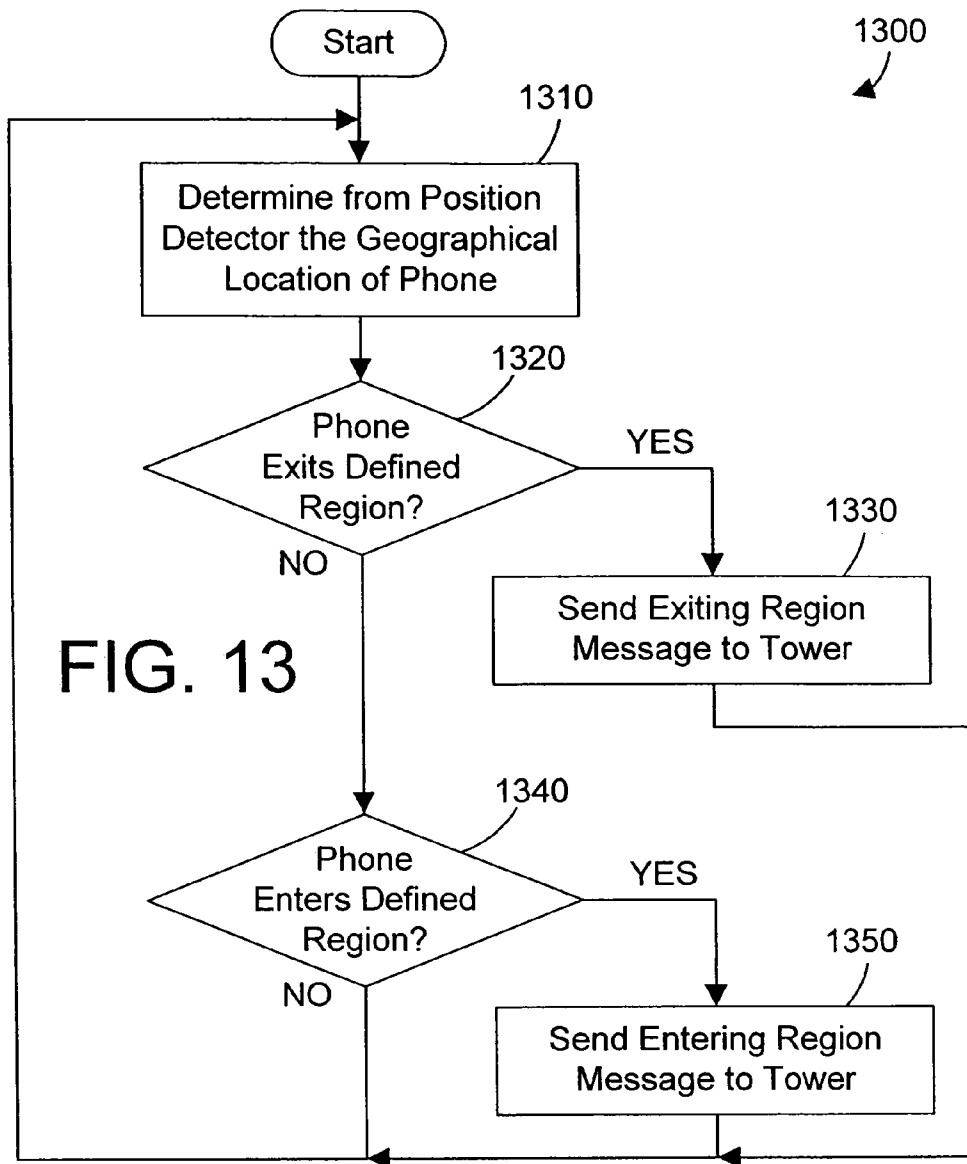 Start
1300
1310
Determine from Position
Detector the Geographical
Location of Phone
1320
Phone
Exits Defined
Region?
YES
NO
1330
Send Exiting Region
Message to Tower
FIG. 13
1340
Phone
Enters Defined
Region?
YES
NO
1350
Send Entering Region
Message to Tower